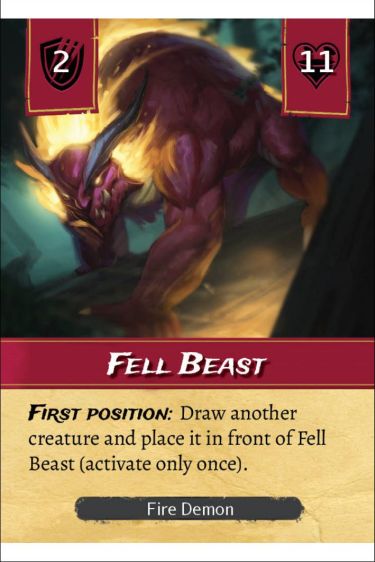 2
11
Fell Beast
First position: Draw another
creature and place it in front of Fell
Beast (activate only once).
Fire Demon